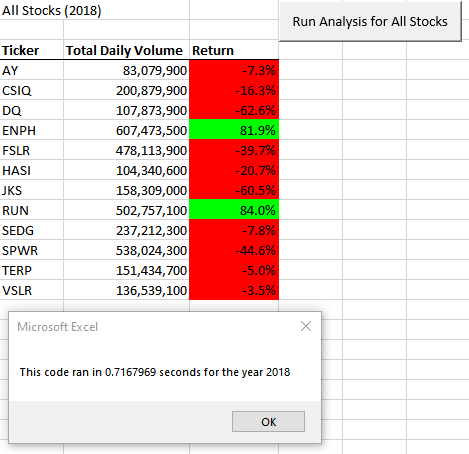 All Stocks (2018)
Run Analysis for All Stocks
Ticker Total Daily Volume Return
AY 83,079,900 -7.3%
CSIQ 200,879,900 -16.3%
DQ 107,873,900 -62.6%
ENPH 607,473,500 81.9%
FSLR 478,113,900 -39.7%
HASI 104,340,600 -20.7%
JKS 158,309,000 -60.5%
RUN 502,757,100 84.0%
SEDG 237,212,300 -7.8%
SPWR 538,024,300 -44.6%
TERP 151,434,700 -5.0%
VSLR 136,539,100 -3.5%
Microsoft Excel
This code ran in 0.7167969 seconds for the year 2018
OK